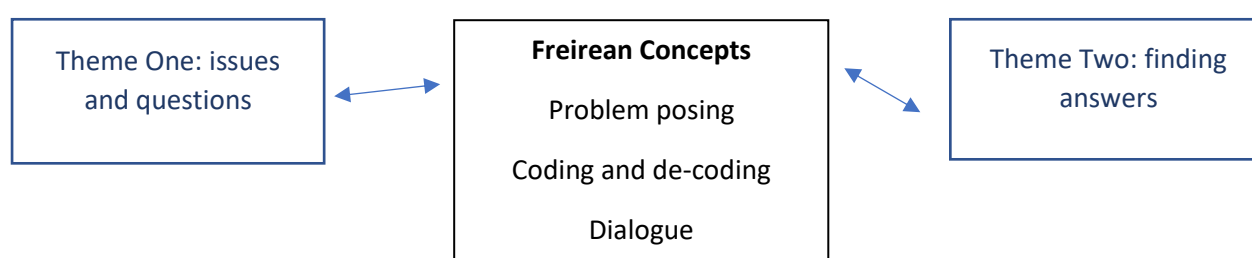 Theme One: issues
and questions
Freirean Concepts
Problem posing
Coding and de-coding
Dialogue
Theme Two: finding
answers